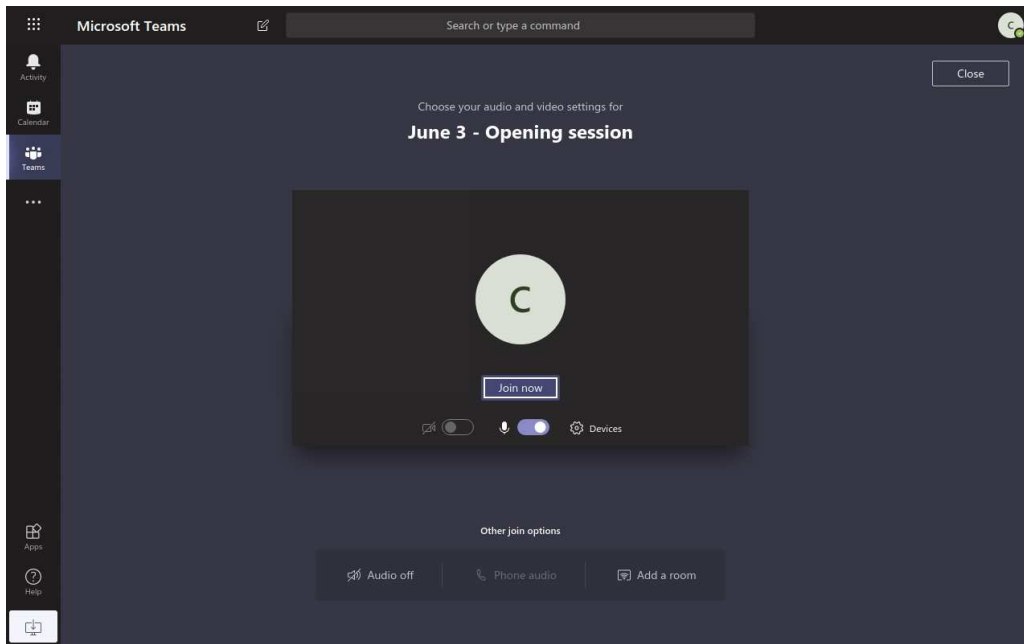 Microsoft Teams
Search or type a command
C
Activity
Calendar
Teams
Close
Choose your audio and video settings for
June 3 - Opening session
C
Join now
Devices
Other join options
Audio off
Phone audio
Add a room
Apps
Help